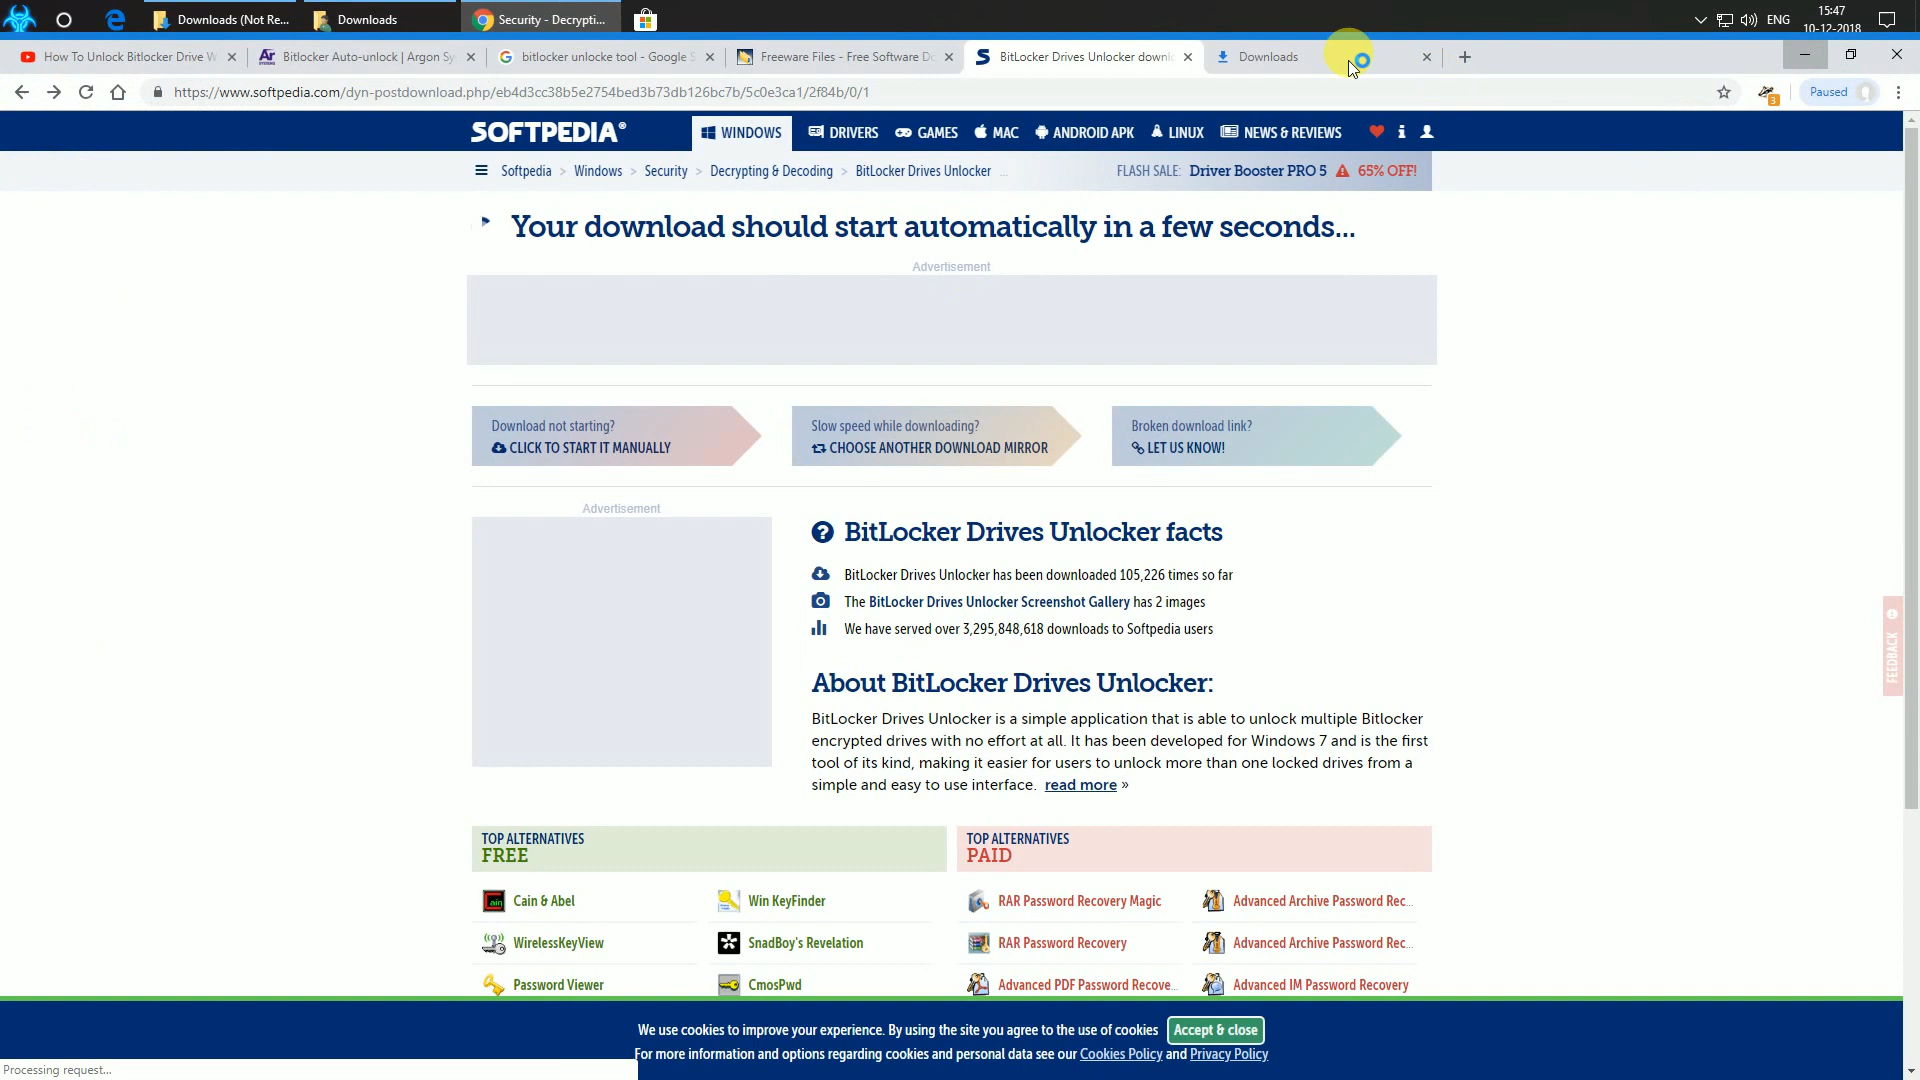 Downloads (Not Re...
Downloads
Security - Decrypti...
ENG
15:47
10-12-2018
How To Unlock Bitlocker Drive W
Bitlocker Auto-unlock | Argon Sy
bitlocker unlocke tool - Google S
Freeware Files - Free Software Do
BitLocker Drives Unlocker downlo
Downloads
https://www.softpedia.com/dyn-postdownload.php/eb4d3cc38b5e2754bed3b73db126bc7b/5c0e3ca1/2f84b/0/1
3
Paused
SOFTPEDIA®
WINDOWS
DRIVERS
GAMES
MAC
ANDROID APK
LINUX
NEWS & REVIEWS
Softpedia > Windows > Security > Decrypting & Decoding > BitLocker Drives Unlocker ...
FLASH SALE: Driver Booster PRO 5 65% OFF!
Your download should start automatically in a few seconds...
Advertisement
Download not starting?
CLICK TO START IT MANUALLY
Slow speed while downloading?
CHOOSE ANOTHER DOWNLOAD MIRROR
Broken download link?
LET US KNOW!
Advertisement
BitLocker Drives Unlocker facts
BitLocker Drives Unlocker has been downloaded 105,226 times so far
The BitLocker Drives Unlocker Screenshot Gallery has 2 images
We have served over 3,295,848,618 downloads to Softpedia users
FEEDBACK
About BitLocker Drives Unlocker:
BitLocker Drives Unlocker is a simple application that is able to unlock multiple Bitlocker
encrypted drives with no effort at all. It has been developed for Windows 7 and is the first
tool of its kind, making it easier for users to unlock more than one locked drives from a
simple and easy to use interface. read more »
TOP ALTERNATIVES
FREE
TOP ALTERNATIVES
PAID
Cain & Abel
Win KeyFinder
RAR Password Recovery Magic
Advanced Archive Password Rec...
WirelessKeyView
SnadBoy's Revelation
RAR Password Recovery
Advanced Archive Password Rec...
Password Viewer
CmosPwd
Advanced PDF Password Recove...
Advanced IM Password Recovery
We use cookies to improve your experience. By using the site you agree to the use of cookies
Accept & close
For more information and options regarding cookies and personal data see our Cookies Policy and Privacy Policy
Processing request...